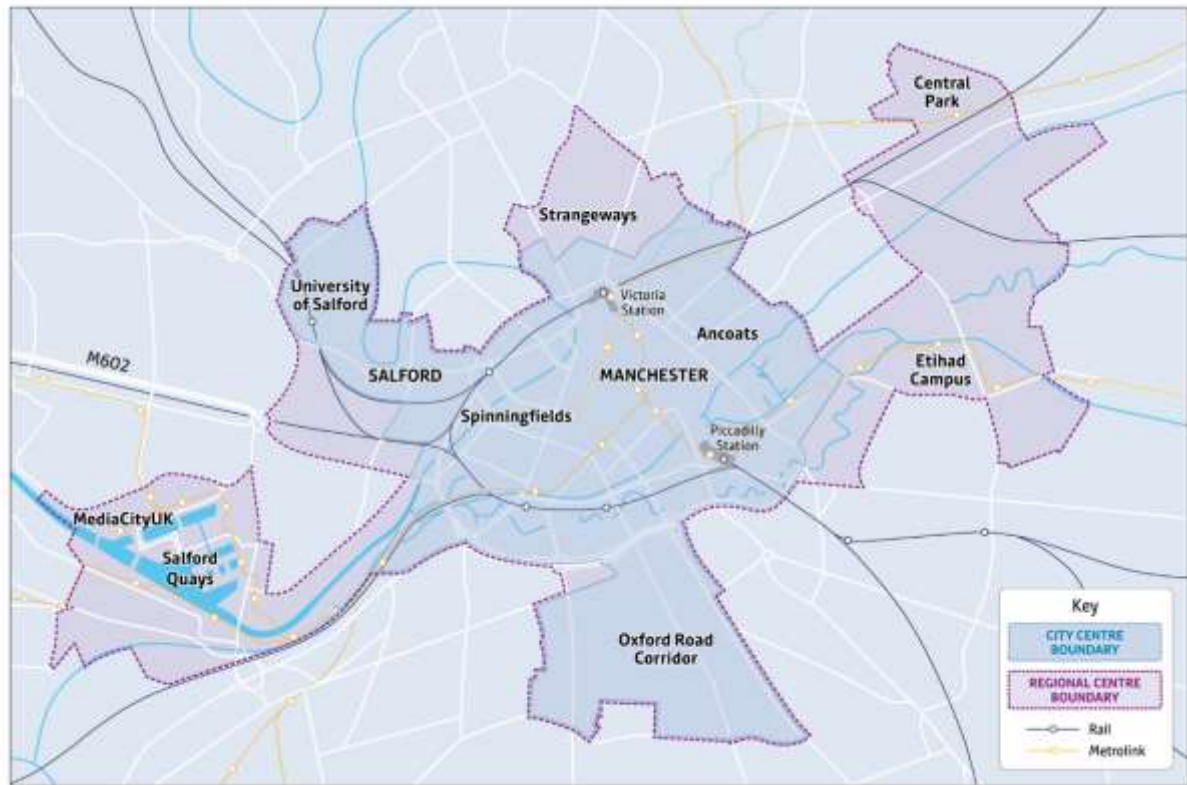 Central
Park
Strangeways
University
of Salford
Victoria
Station
Ancoats
M602
SALFORD
MANCHESTER
Etihad
Campus
Spinningfields
Piccadilly
Station
MediaCityUK
Salford
Quays
Oxford Road
Corridor
Key
CITY CENTRE
BOUNDARY
REGIONAL CENTRE
BOUNDARY
Rail
Metrolink